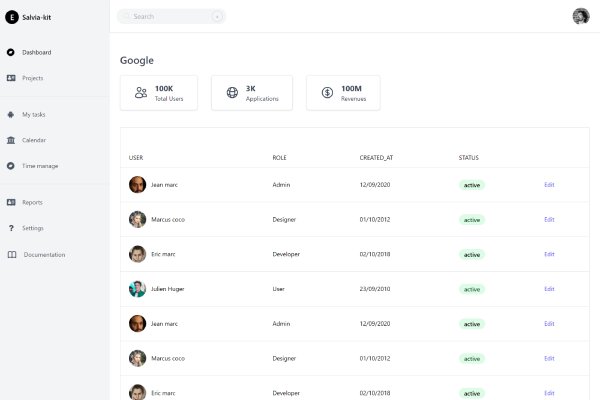 E Salvia-kit
Search
Dashboard
Projects
My tasks
Calendar
Time manage
Reports
? Settings
Documentation
Google
100K
Total Users
3K
Applications
100M
Revenues
USER ROLE CREATED_AT STATUS
Jean marc Admin 12/09/2020 active Edit
Marcus coco Designer 01/10/2012 active Edit
Eric marc Developer 02/10/2018 active Edit
Julien Huger User 23/09/2010 active Edit
Jean marc Admin 12/09/2020 active Edit
Marcus coco Designer 01/10/2012 active Edit
Eric marc Developer 02/10/2018 active Edit